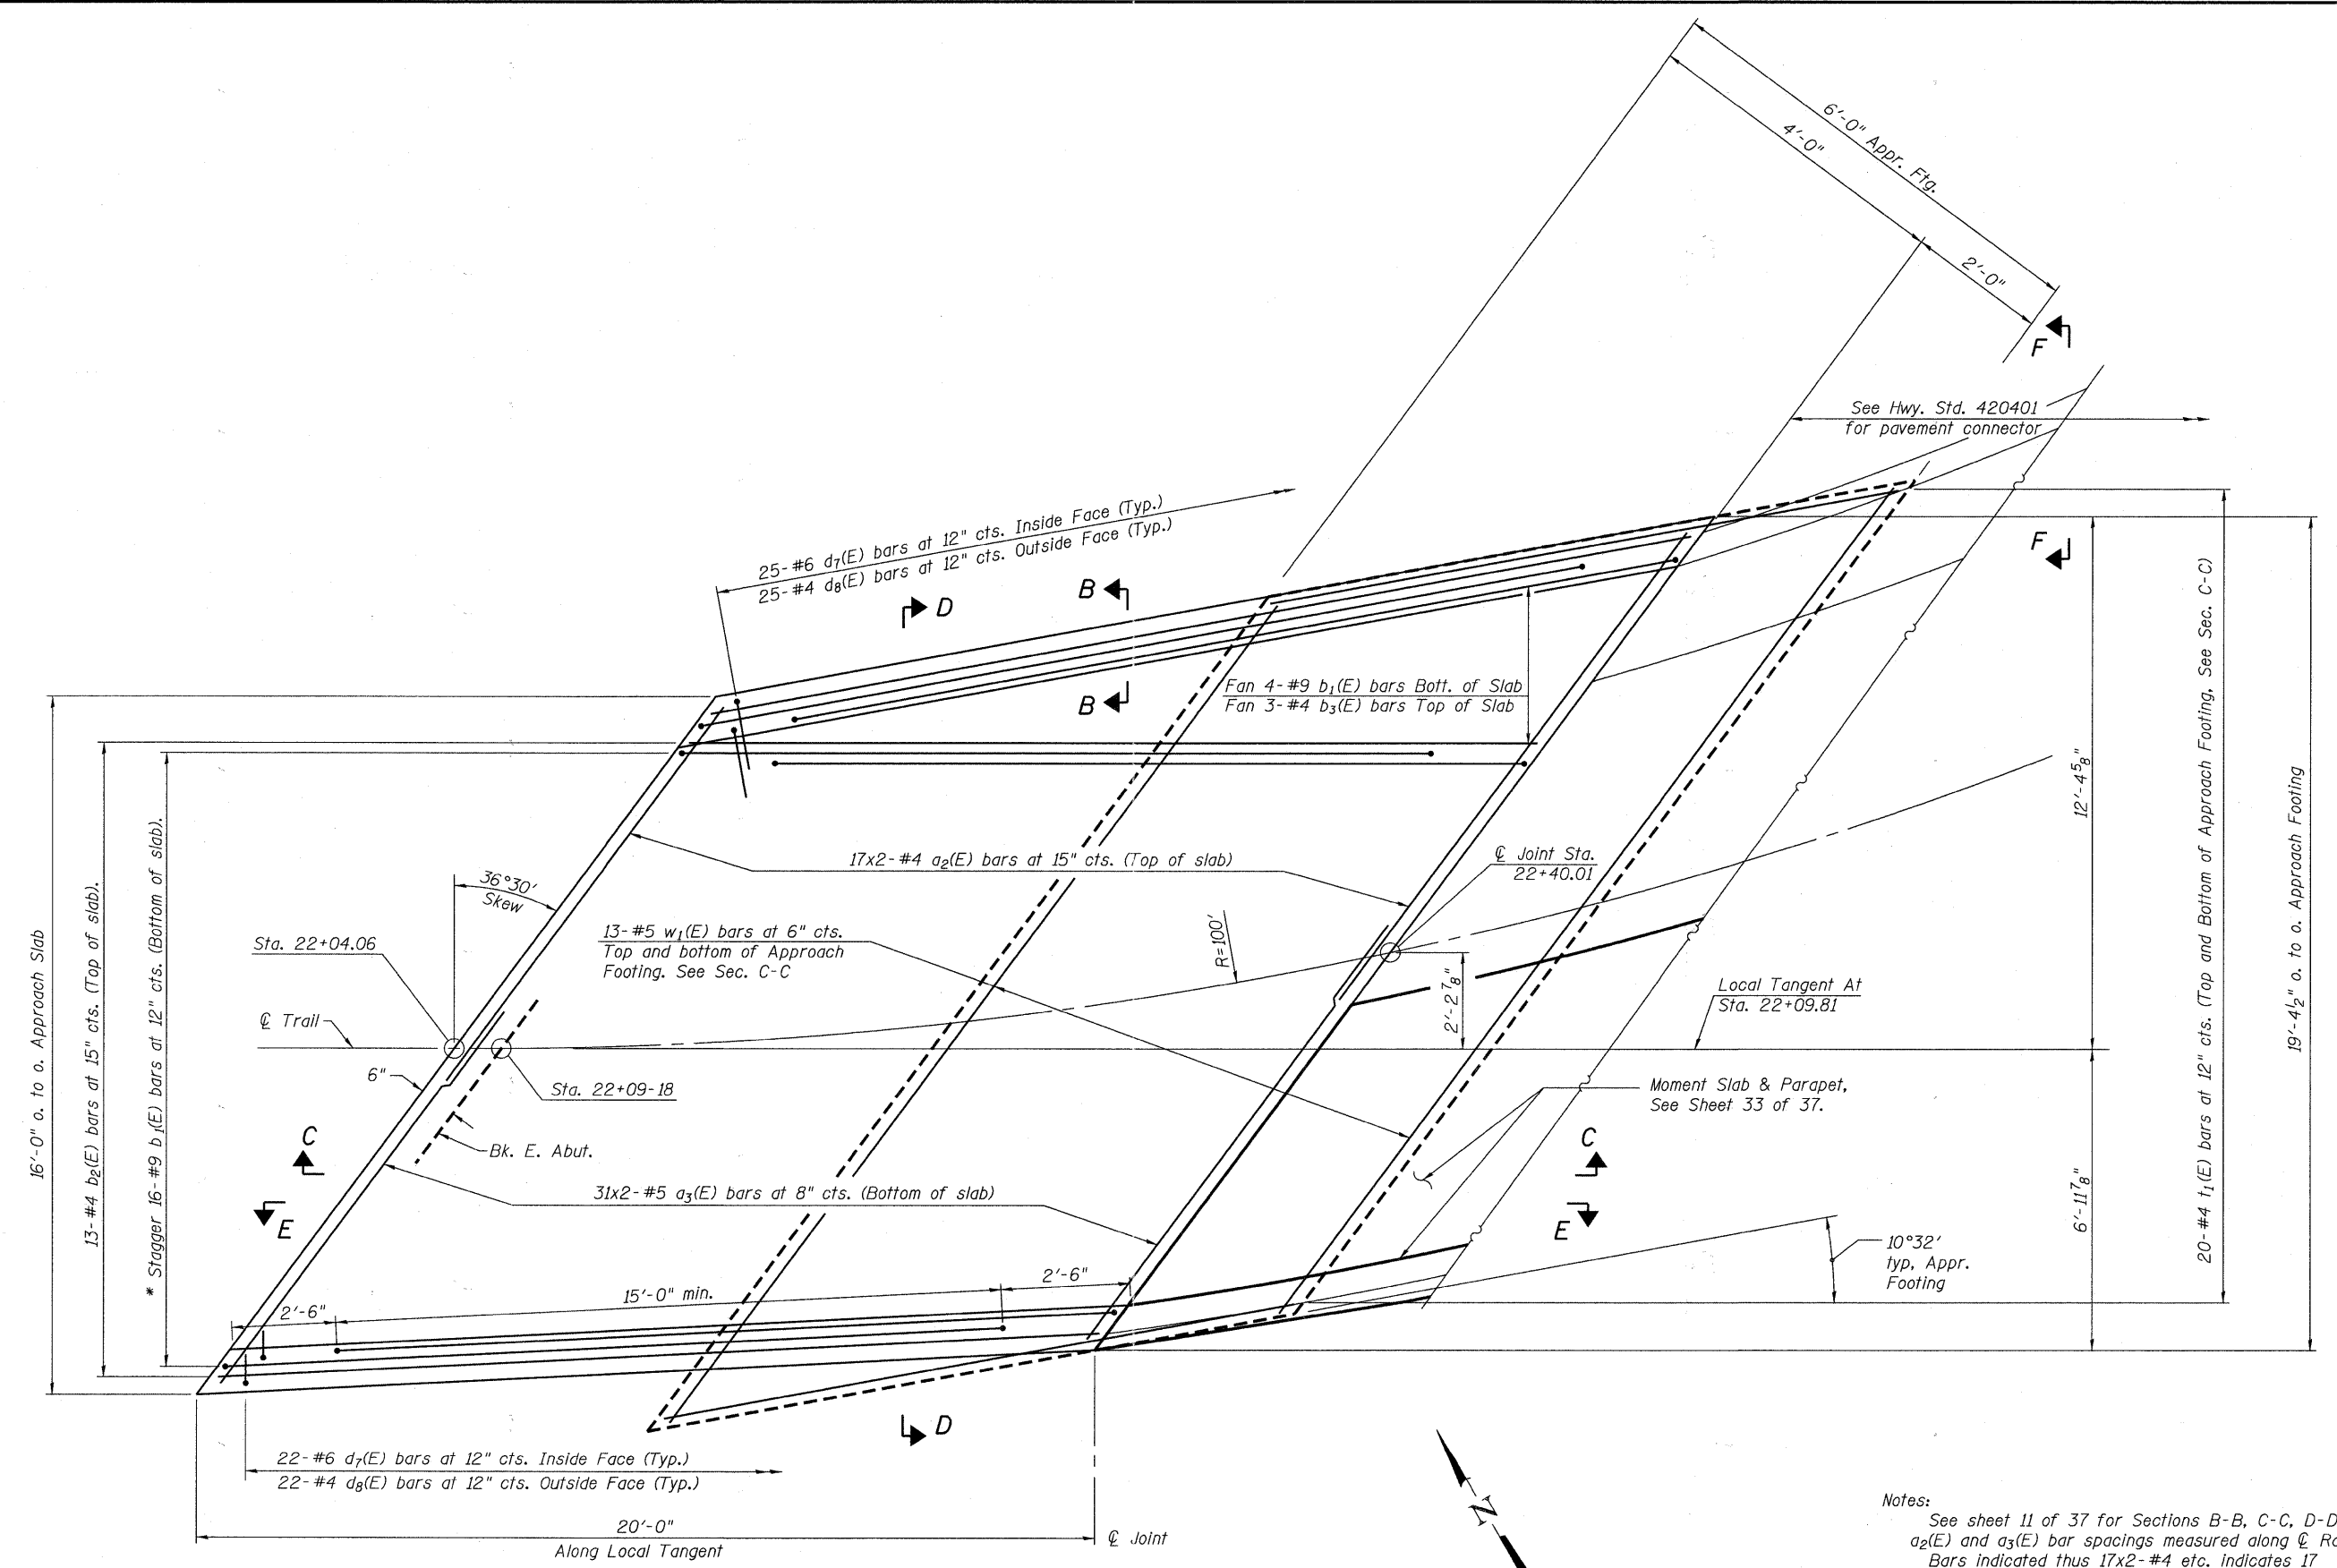 6'-0" Appr. Ftg.
4'-0"
2'-0"
F
See Hwy. Std. 420401
for pavement connector
25-#6 d7(E) bars at 12" cts. Inside Face (Typ.)
25-#4 d8(E) bars at 12" cts. Outside Face (Typ.)
D
B
B
F
Fan 4-#9 b1(E) bars Bott. of Slab
Fan 3-#4 b3(E) bars Top of Slab
16'-0" o. to o. Approach Slab
13-#4 b2(E) bars at 15" cts. (Top of slab).
* Stagger 16-#9 b1(E) bars at 12" cts. (Bottom of slab).
36°30'
Skew
17x2-#4 a2(E) bars at 15" cts. (Top of slab)
℄ Joint Sta.
22+40.01
Sta. 22+04.06
13-#5 w1(E) bars at 6" cts.
Top and bottom of Approach
Footing. See Sec. C-C
R=100'
2'-2⅞"
Local Tangent At
Sta. 22+09.81
℄ Trail
6"
Sta. 22+09-18
Bk. E. Abut.
Moment Slab & Parapet,
See Sheet 33 of 37.
C
E
31x2-#5 a3(E) bars at 8" cts. (Bottom of slab)
C
E
12'-4⅝"
6'-11⅞"
20-#4 t1(E) bars at 12" cts. (Top and Bottom of Approach Footing, See Sec. C-C)
19'-4½" o. to o. Approach Footing
10°32'
typ, Appr.
Footing
2'-6"
15'-0" min.
2'-6"
D
22-#6 d7(E) bars at 12" cts. Inside Face (Typ.)
22-#4 d8(E) bars at 12" cts. Outside Face (Typ.)
20'-0"
Along Local Tangent
℄ Joint
N
Notes:
See sheet 11 of 37 for Sections B-B, C-C, D-D
a2(E) and a3(E) bar spacings measured along ℄
Bars indicated thus 17x2-#4 etc. indicates 17